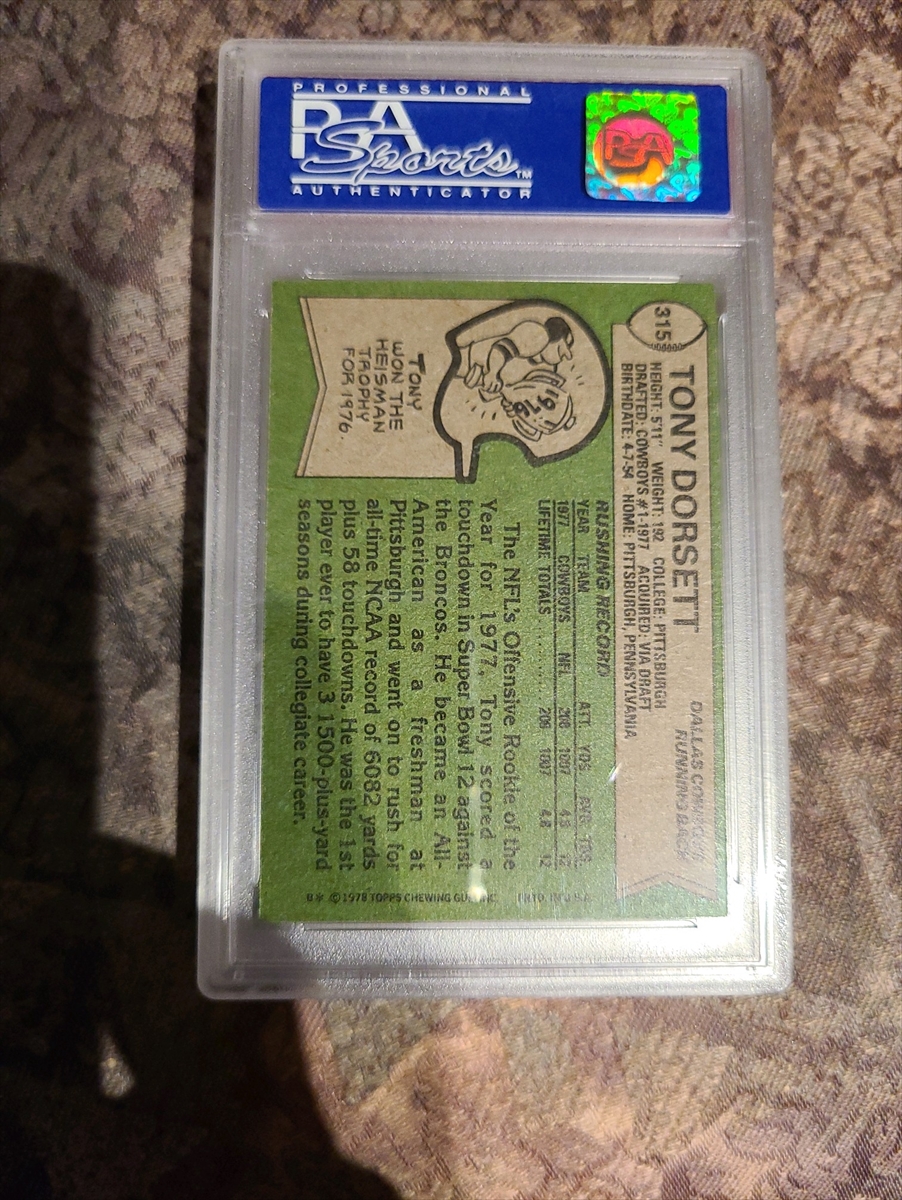 PROFESSIONAL
PSA
Sports™
AUTHENTICATOR
PSA
315
TONY DORSETT
DALLAS COWBOYS
RUNNING BACK
HEIGHT: 5'11" WEIGHT: 192 COLLEGE: PITTSBURGH
DRAFTED: COWBOYS #1-1977 ACQUIRED: VIA DRAFT
BIRTHDATE: 4-7-54 HOME: PITTSBURGH, PENNSYLVANIA
1976
TONY
WON THE
HEISMAN
TROPHY
FOR 1976.
RUSHING RECORD
YEAR TEAM ATT. YDS. AVG. TDS.
1977 COWBOYS NFL 208 1007 4.8 12
LIFETIME TOTALS.......... 208 1007 4.8 12
The NFL's Offensive Rookie of the
Year for 1977, Tony scored a
touchdown in Super Bowl 12 against
the Broncos. He became an All-
American as a freshman at
Pittsburgh and went on to rush for
all-time NCAA record of 6082 yards
plus 58 touchdowns. He was the 1st
player ever to have 3 1500-plus-yard
seasons during collegiate career.
B* © 1978 TOPPS CHEWING GUM, INC. PRTD. IN U.S.A.